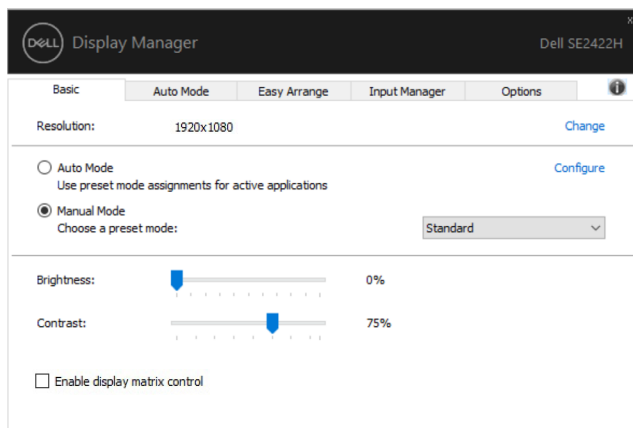 DELL Display Manager Dell SE2422H
Basic Auto Mode Easy Arrange Input Manager Options
Resolution: 1920x1080 Change
Auto Mode Configure
Use preset mode assignments for active applications
Manual Mode
Choose a preset mode: Standard
Brightness: 0%
Contrast: 75%
Enable display matrix control